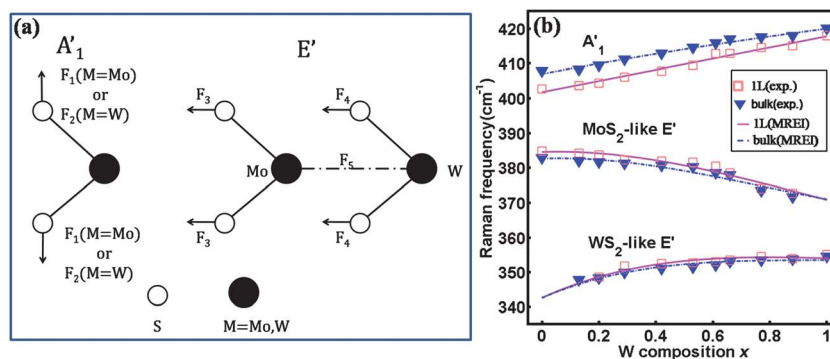 (a)
A'₁
E'
F₁(M=Mo)
or
F₂(M=W)
F₃
F₄
Mo
F₅
W
F₃
F₄
F₁(M=Mo)
or
F₂(M=W)
S
M=Mo,W
(b)
A'₁
1L(exp.)
bulk(exp.)
1L(MREI)
bulk(MREI)
MoS₂-like E'
WS₂-like E'
Raman frequency(cm⁻¹)
420
410
400
390
380
370
360
350
340
0
0.2
0.4
0.6
0.8
1
W composition x